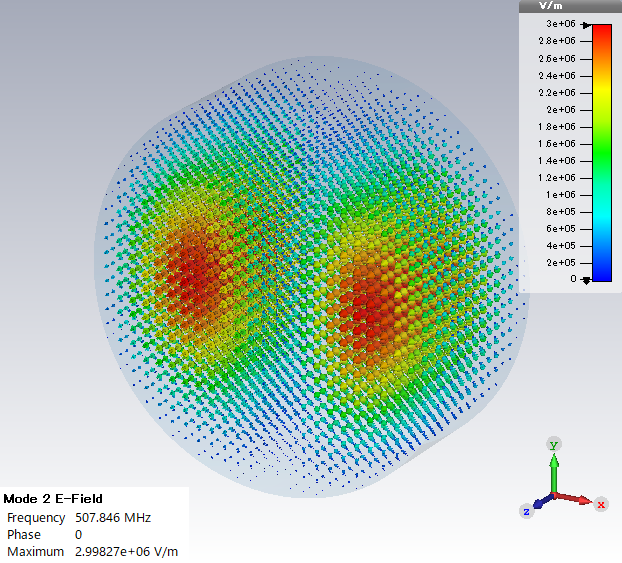 V/m
3e+06
2.8e+06
2.6e+06
2.4e+06
2.2e+06
2e+06
1.8e+06
1.6e+06
1.4e+06
1.2e+06
1e+06
8e+05
6e+05
4e+05
2e+05
0
y
x
z
Mode 2 E-Field
Frequency 507.846 MHz
Phase 0
Maximum 2.99827e+06 V/m